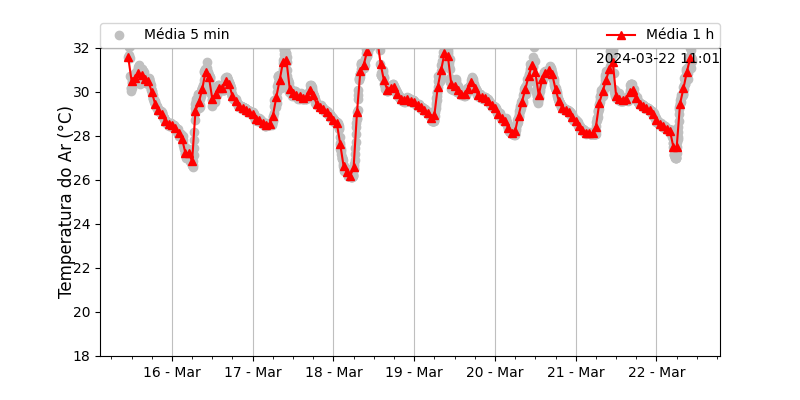 Média 5 min
Média 1 h
2024-03-22 11:01
Temperatura do Ar (°C)
32
30
28
26
24
22
20
18
16 - Mar
17 - Mar
18 - Mar
19 - Mar
20 - Mar
21 - Mar
22 - Mar